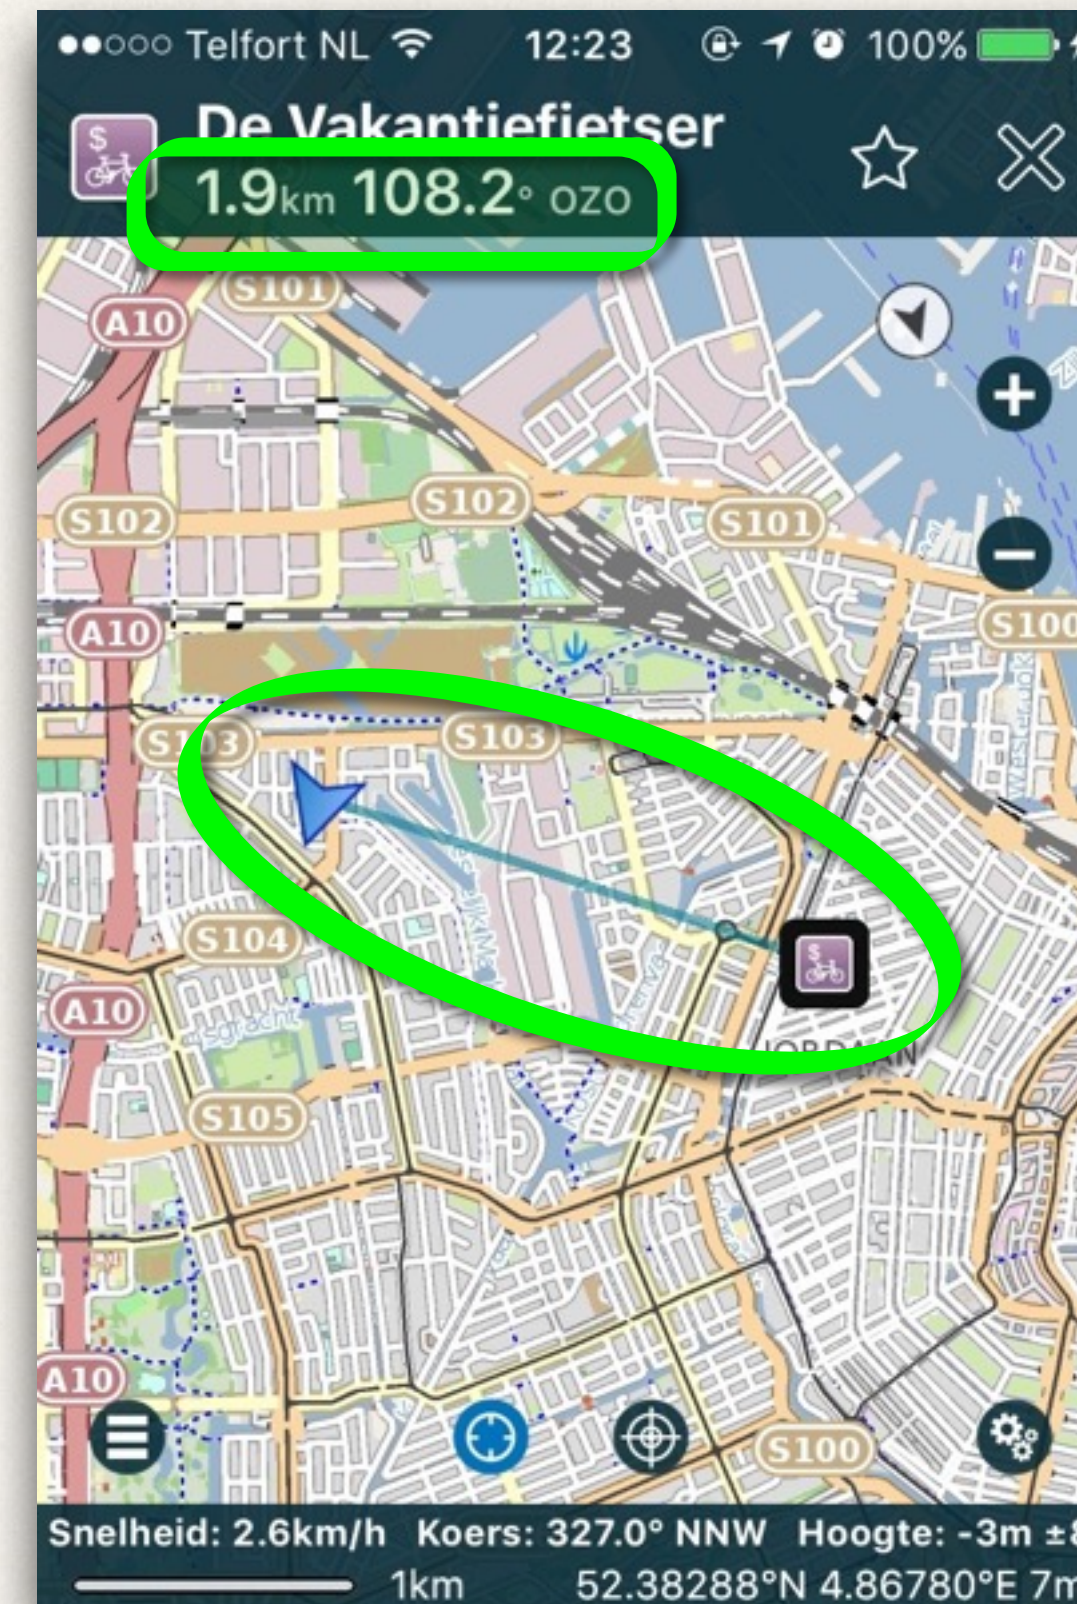 Telfort NL 12:23 100%
De Vakantiefietser
$
1.9km 108.2° OZO
S101
A10
S102
S102
S101
A10
S100
S103
S103
S104
A10
JORDAAN
S105
A10
S100
Snelheid: 2.6km/h Koers: 327.0° NNW Hoogte: -3m ±8
1km 52.38288°N 4.86780°E 7m